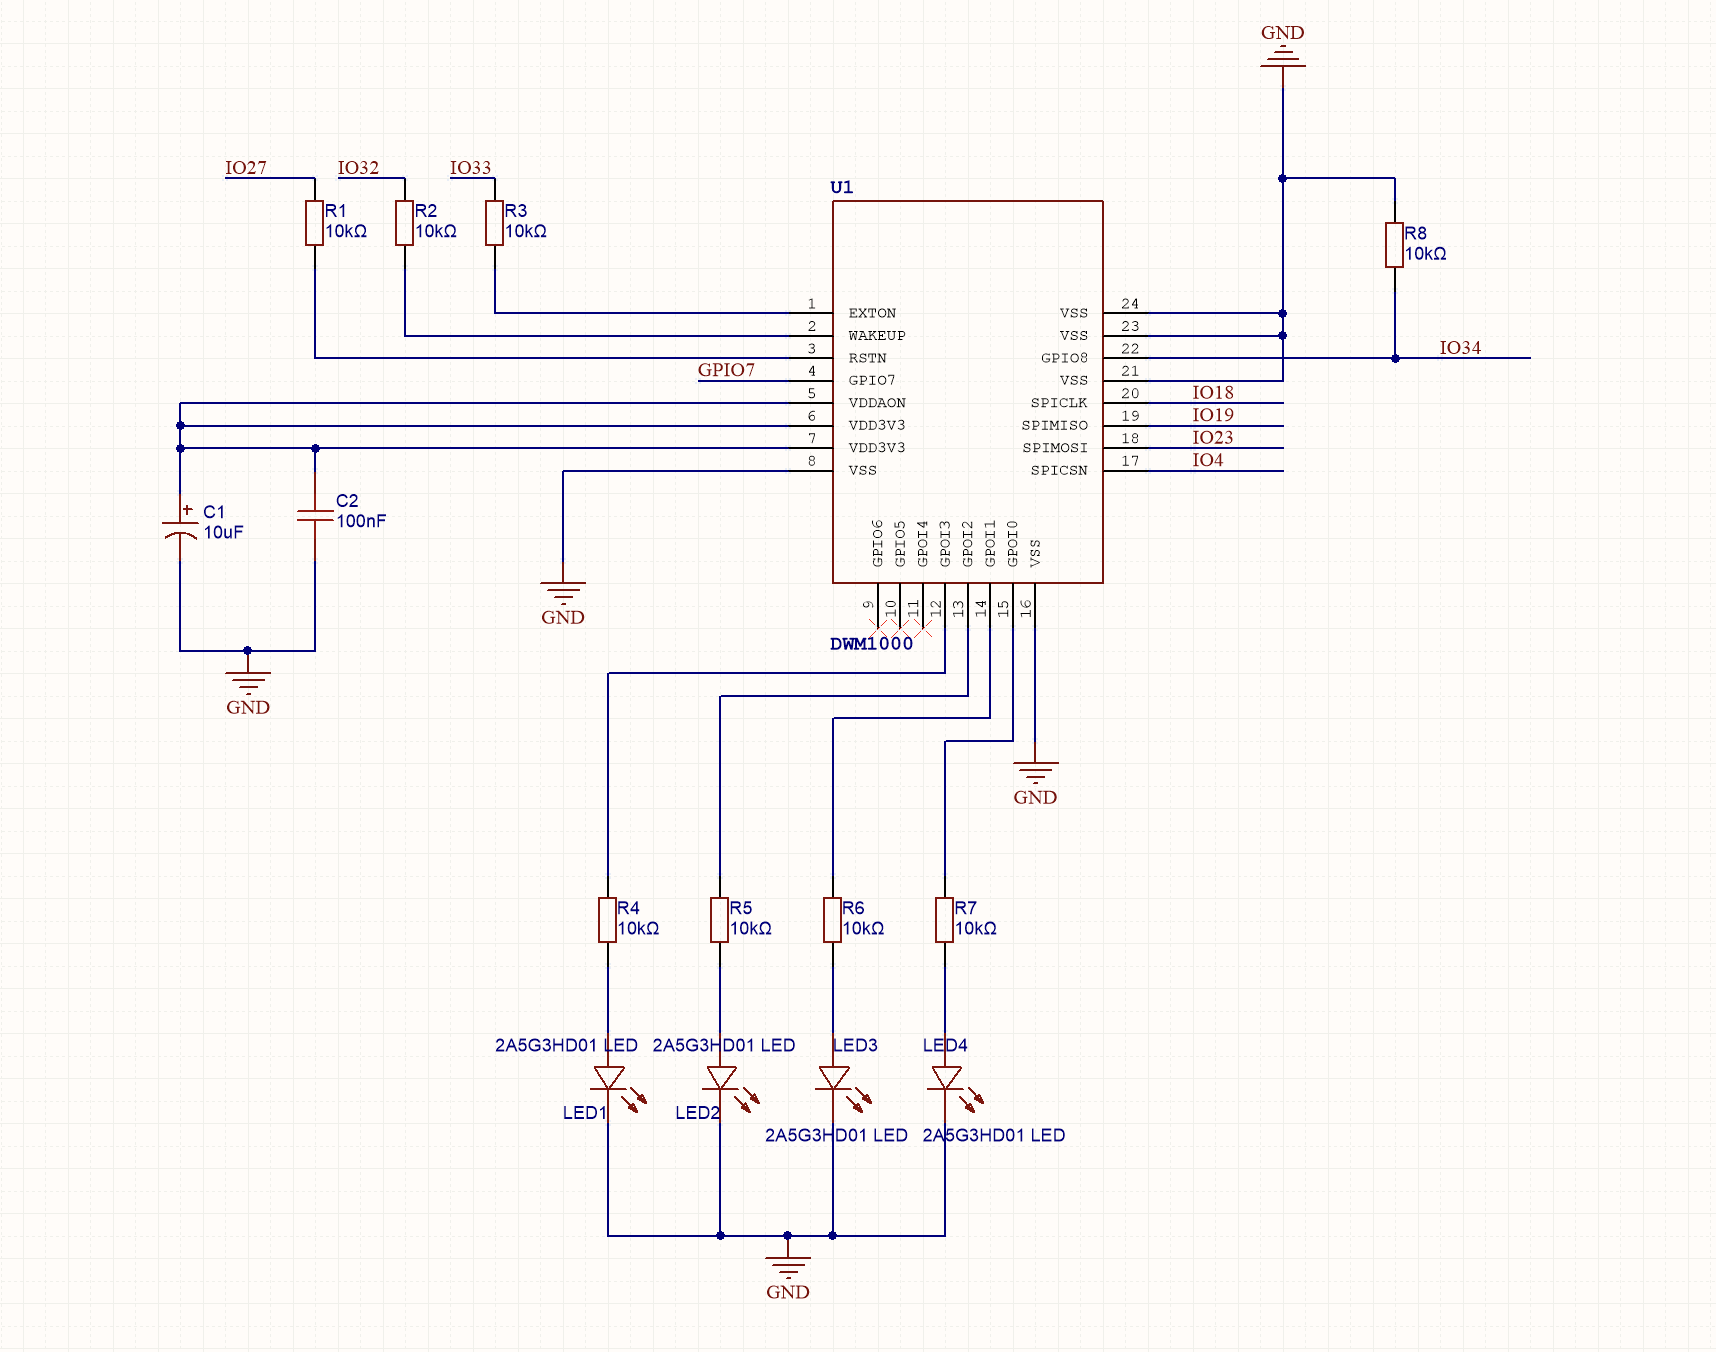 GND
IO27
IO32
IO33
U1
R1
10kΩ
R2
10kΩ
R3
10kΩ
R8
10kΩ
1
EXTON
VSS
24
2
WAKEUP
VSS
23
3
RSTN
GPIO8
22
IO34
GPIO7
4
GPIO7
VSS
21
5
VDDAON
SPICLK
20
IO18
6
VDD3V3
SPIMISO
19
IO19
7
VDD3V3
SPIMOSI
18
IO23
8
VSS
SPICSN
17
IO4
+
C1
10uF
C2
100nF
GPIO6
GPIO5
GPOI4
GPOI3
GPOI2
GPOI1
GPOI0
VSS
9
10
11
12
13
14
15
16
DWM1000
GND
GND
GND
R4
10kΩ
R5
10kΩ
R6
10kΩ
R7
10kΩ
2A5G3HD01 LED
2A5G3HD01 LED
LED3
LED4
LED1
LED2
2A5G3HD01 LED
2A5G3HD01 LED
GND